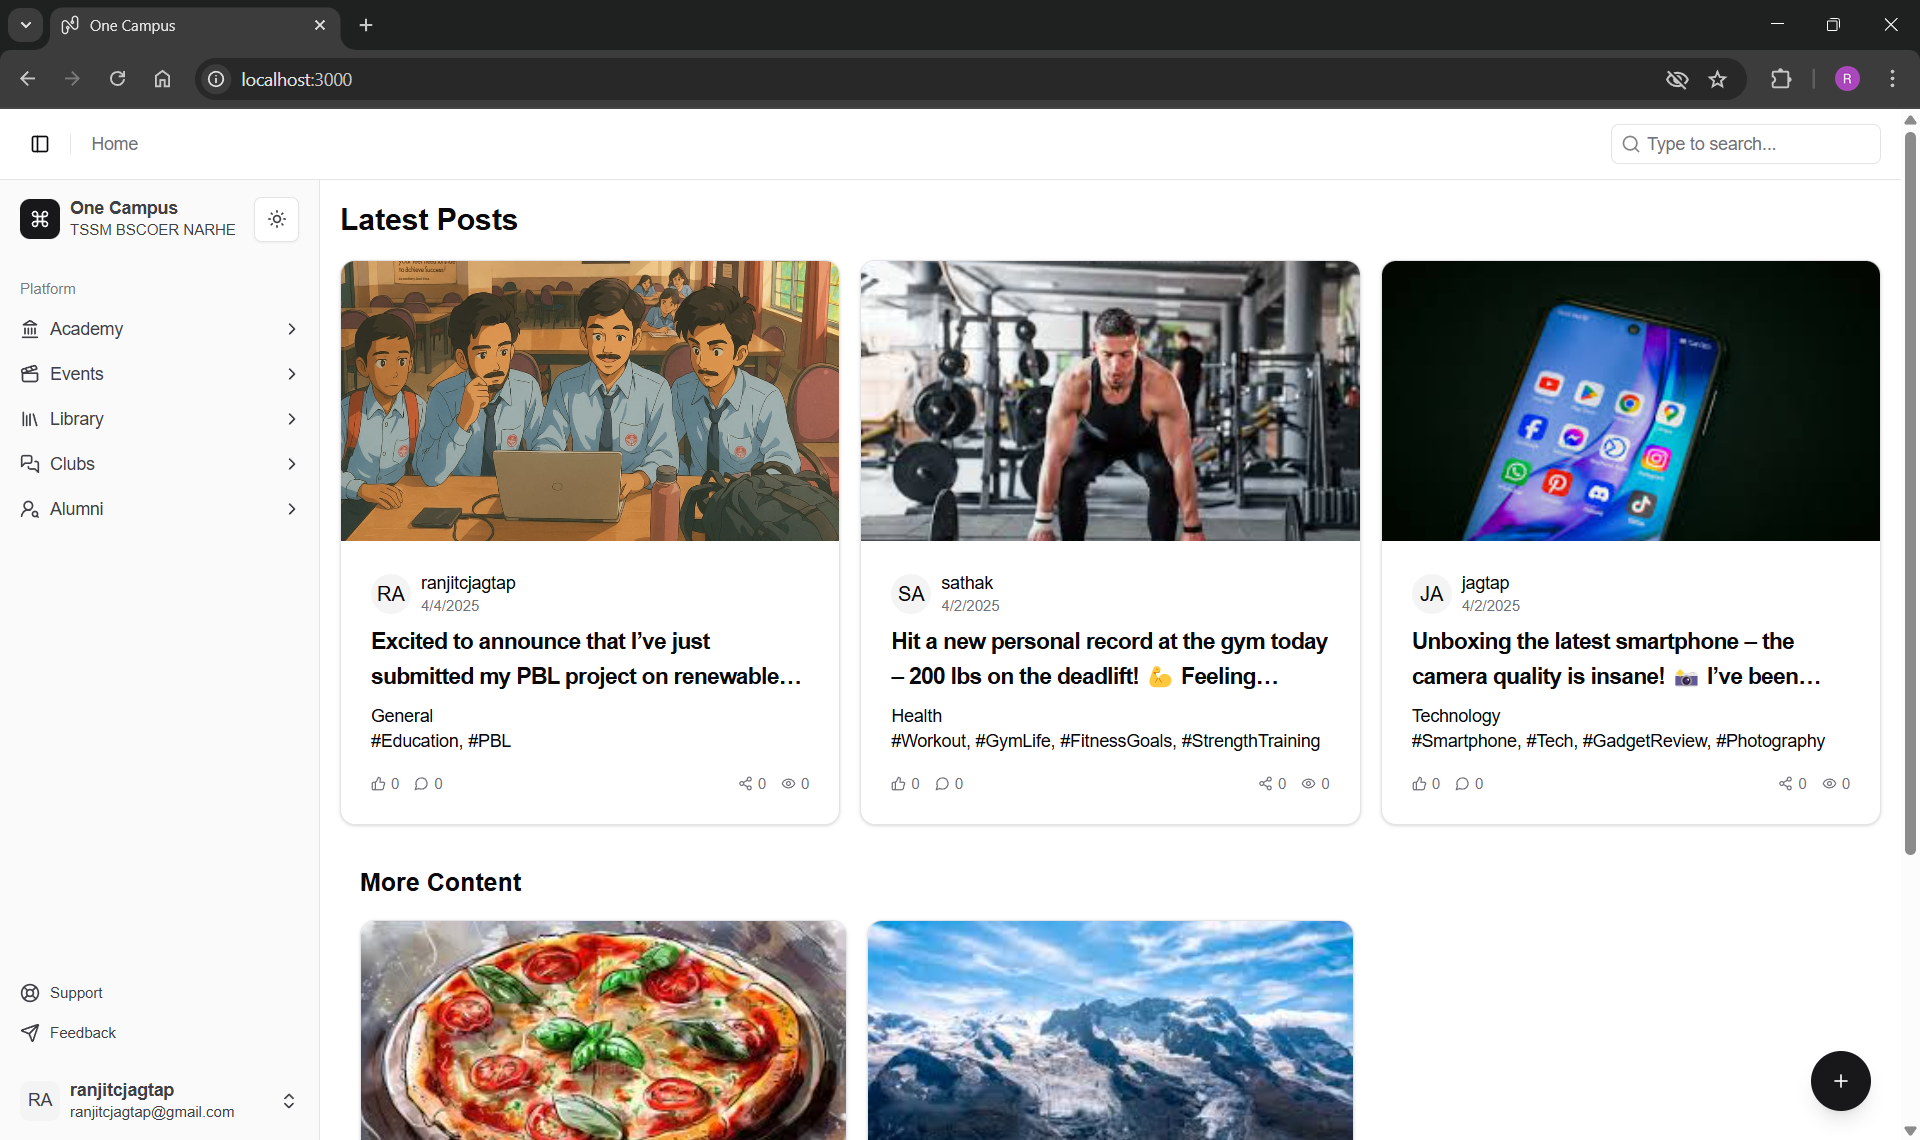 One Campus
localhost:3000
R
Home
Type to search...
One Campus
TSSM BSCOER NARHE
Platform
Academy
Events
Library
Clubs
Alumni
Support
Feedback
RA
ranjitcjagtap
ranjitcjagtap@gmail.com
Latest Posts
to achieve Success!
RA
ranjitcjagtap
4/4/2025
Excited to announce that I’ve just
submitted my PBL project on renewable...
General
#Education, #PBL
0 0 0 0
SA
sathak
4/2/2025
Hit a new personal record at the gym today
– 200 lbs on the deadlift! 💪 Feeling...
Health
#Workout, #GymLife, #FitnessGoals, #StrengthTraining
0 0 0 0
JA
jagtap
4/2/2025
Unboxing the latest smartphone – the
camera quality is insane! 📸 I’ve been...
Technology
#Smartphone, #Tech, #GadgetReview, #Photography
0 0 0 0
More Content